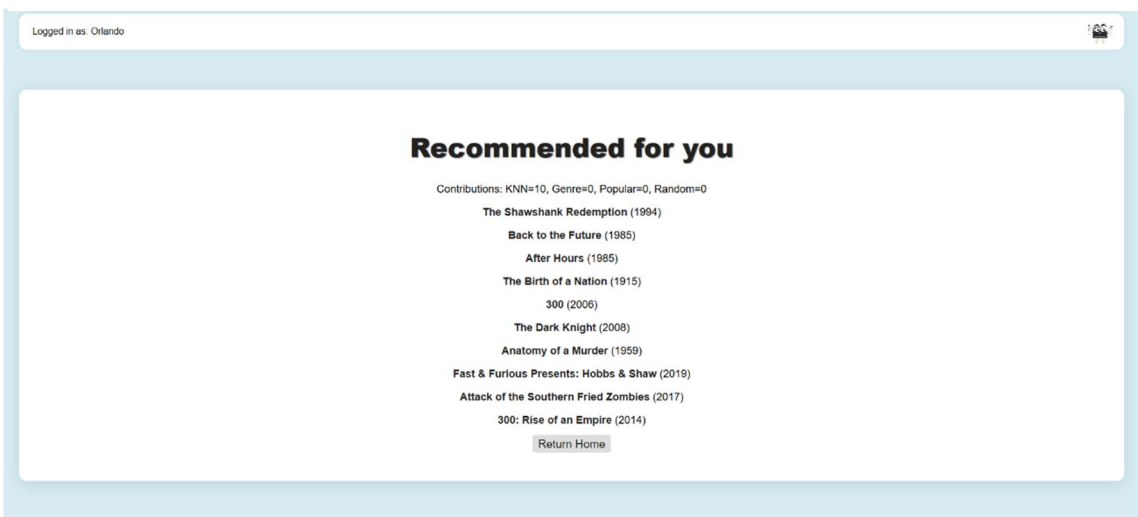 Logged in as: Orlando
Recommended for you
Contributions: KNN=10, Genre=0, Popular=0, Random=0
The Shawshank Redemption (1994)
Back to the Future (1985)
After Hours (1985)
The Birth of a Nation (1915)
300 (2006)
The Dark Knight (2008)
Anatomy of a Murder (1959)
Fast & Furious Presents: Hobbs & Shaw (2019)
Attack of the Southern Fried Zombies (2017)
300: Rise of an Empire (2014)
Return Home